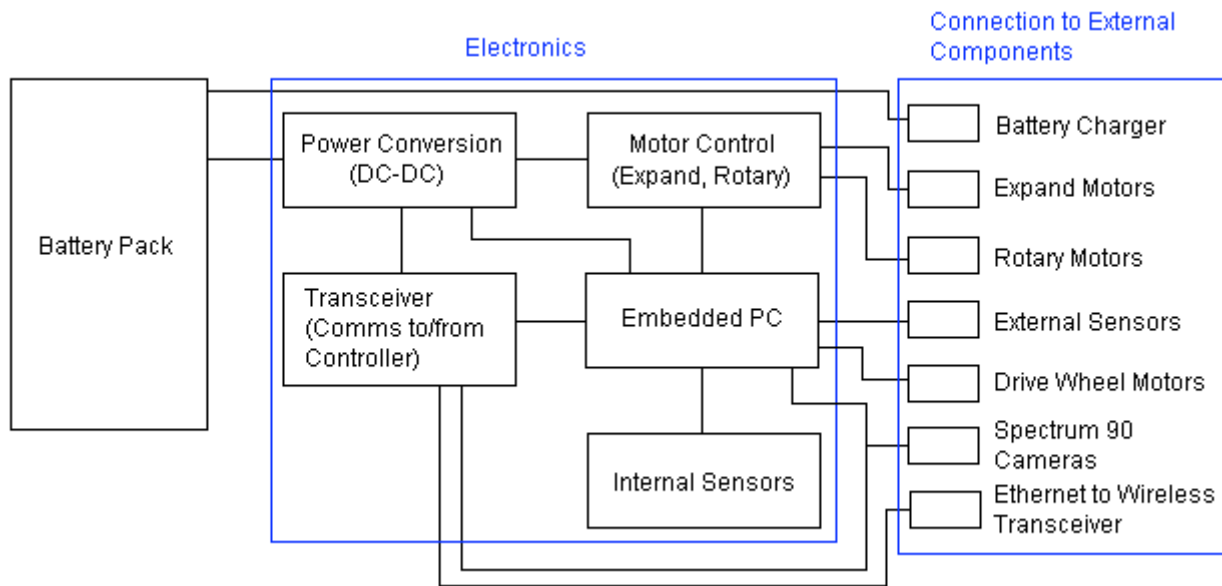 Electronics
Connection to External
Components
Battery Pack
Power Conversion
(DC-DC)
Motor Control
(Expand, Rotary)
Transceiver
(Comms to/from
Controller)
Embedded PC
Internal Sensors
Battery Charger
Expand Motors
Rotary Motors
External Sensors
Drive Wheel Motors
Spectrum 90
Cameras
Ethernet to Wireless
Transceiver